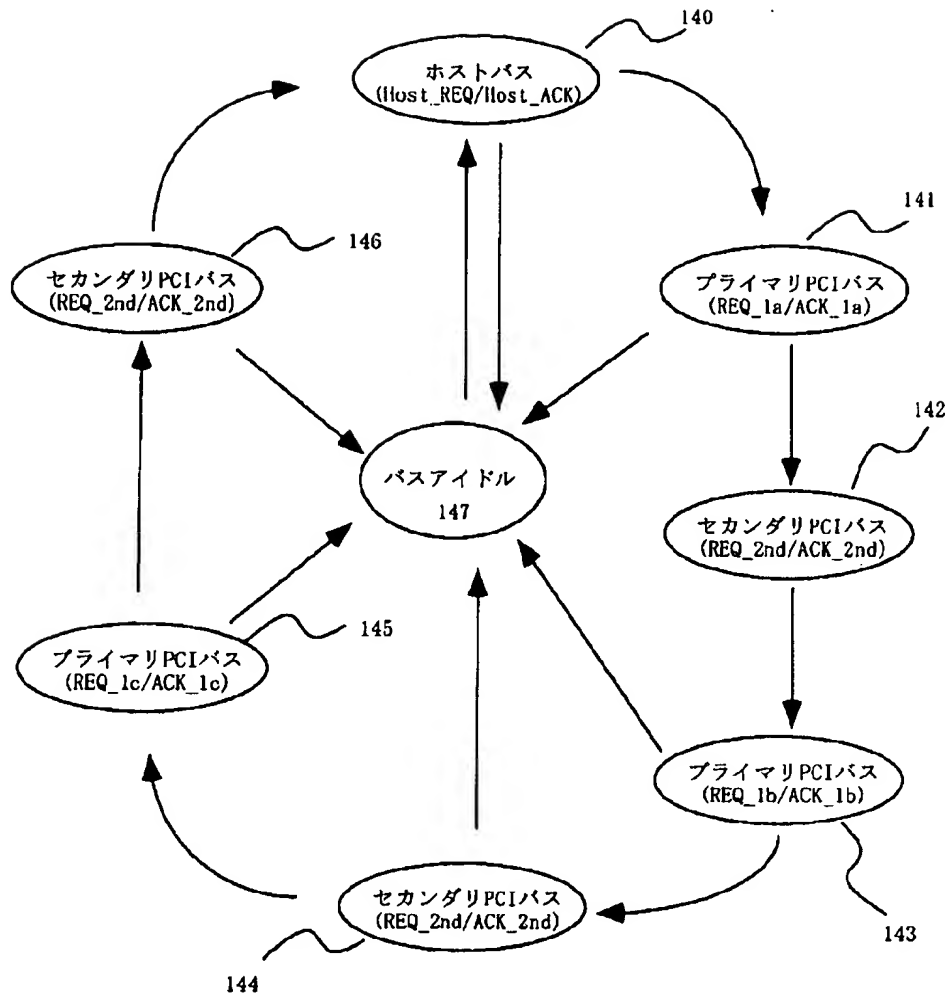 140
ホストバス
(Host_REQ/Host_ACK)
141
プライマリPCIバス
(REQ_1a/ACK_1a)
146
セカンダリPCIバス
(REQ_2nd/ACK_2nd)
142
セカンダリPCIバス
(REQ_2nd/ACK_2nd)
バスアイドル
147
145
プライマリPCIバス
(REQ_1c/ACK_1c)
プライマリPCIバス
(REQ_1b/ACK_1b)
143
セカンダリPCIバス
(REQ_2nd/ACK_2nd)
144